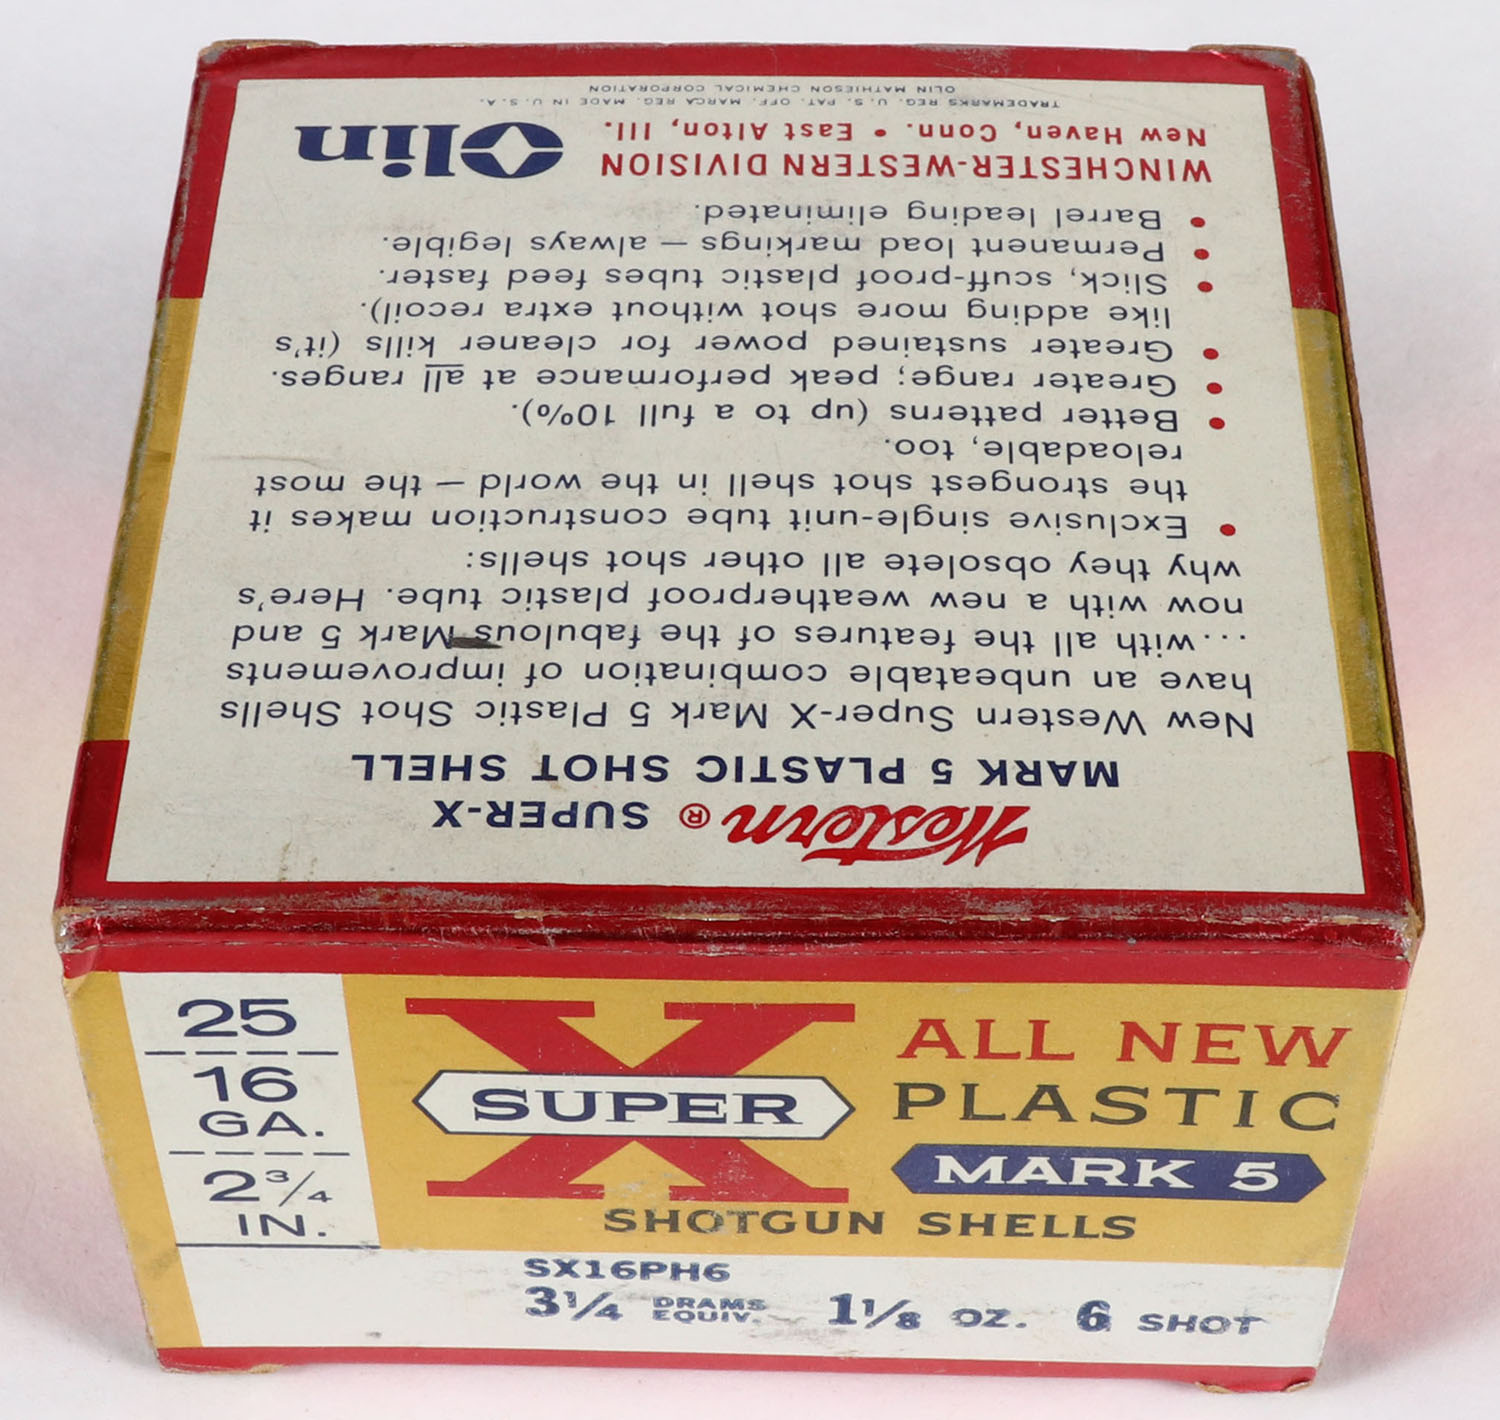 Western ® SUPER-X
MARK 5 PLASTIC SHOT SHELL
New Western Super-X Mark 5 Plastic Shot Shells
have an unbeatable combination of improvements
...with all the features of the fabulous Mark 5 and
now with a new weatherproof plastic tube. Here's
why they obsolete all other shot shells:
• Exclusive single-unit tube construction makes it
the strongest shot shell in the world — the most
reloadable, too.
• Better patterns (up to a full 10%).
• Greater range; peak performance at all ranges.
• Greater sustained power for cleaner kills (it's
like adding more shot without extra recoil).
• Slick, scuff-proof plastic tubes feed faster.
• Permanent load markings — always legible.
• Barrel leading eliminated.
WINCHESTER-WESTERN DIVISION
New Haven, Conn. • East Alton, Ill.
Olin
TRADEMARKS REG. U. S. PAT. OFF. MARCA REG. MADE IN U. S. A.
OLIN MATHIESON CHEMICAL CORPORATION
25
16
GA.
2 3/4
IN.
X
SUPER
ALL NEW
PLASTIC
MARK 5
SHOTGUN SHELLS
SX16PH6
3 1/4 DRAMS EQUIV. 1 1/8 OZ. 6 SHOT